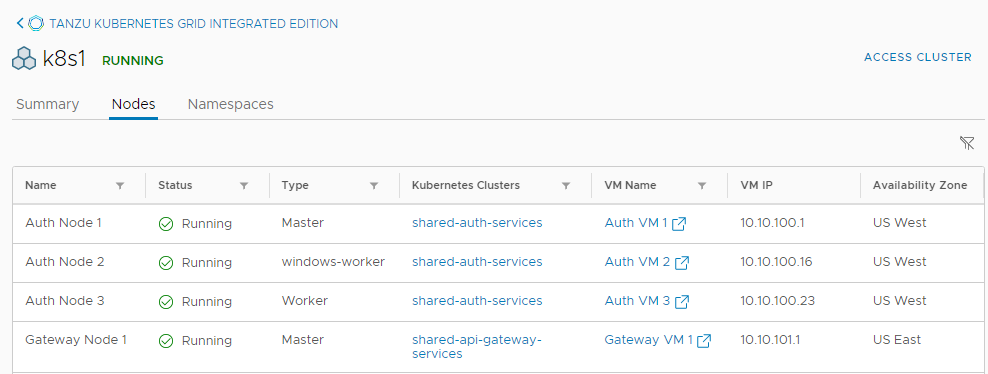 TANZU KUBERNETES GRID INTEGRATED EDITION
k8s1 RUNNING ACCESS CLUSTER
Summary Nodes Namespaces
Name Status Type Kubernetes Clusters VM Name VM IP Availability Zone
Auth Node 1 Running Master shared-auth-services Auth VM 1 10.10.100.1 US West
Auth Node 2 Running windows-worker shared-auth-services Auth VM 2 10.10.100.16 US West
Auth Node 3 Running Worker shared-auth-services Auth VM 3 10.10.100.23 US West
Gateway Node 1 Running Master shared-api-gateway- Gateway VM 1 10.10.101.1 US East
services